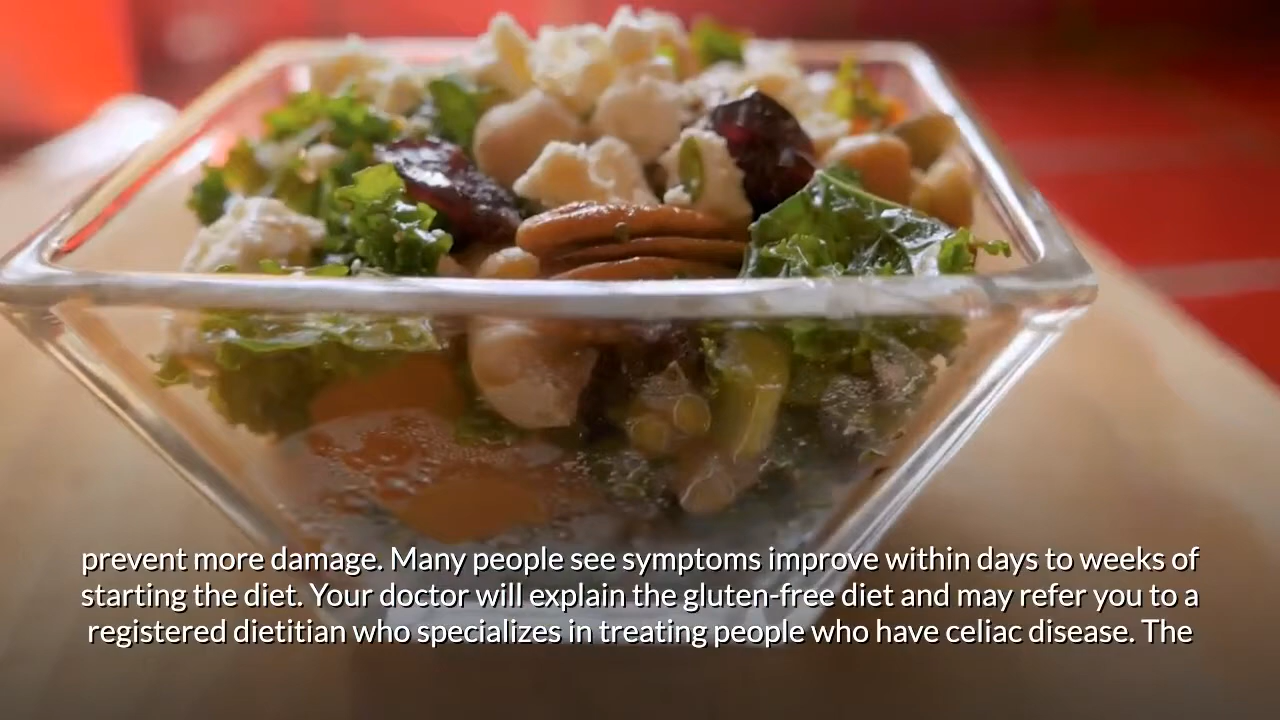 prevent more damage. Many people see symptoms improve within days to weeks of
starting the diet. Your doctor will explain the gluten-free diet and may refer you to a
registered dietitian who specializes in treating people who have celiac disease. The